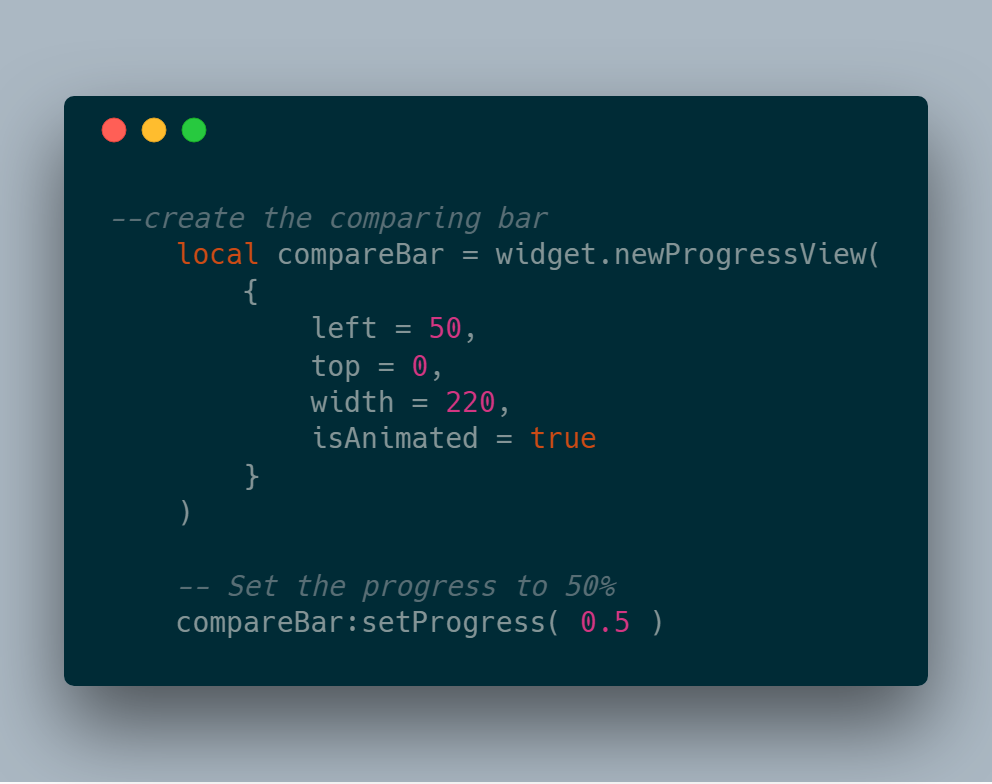 --create the comparing bar
    local compareBar = widget.newProgressView(
        {
            left = 50,
            top = 0,
            width = 220,
            isAnimated = true
        }
    )

    -- Set the progress to 50%
    compareBar:setProgress( 0.5 )